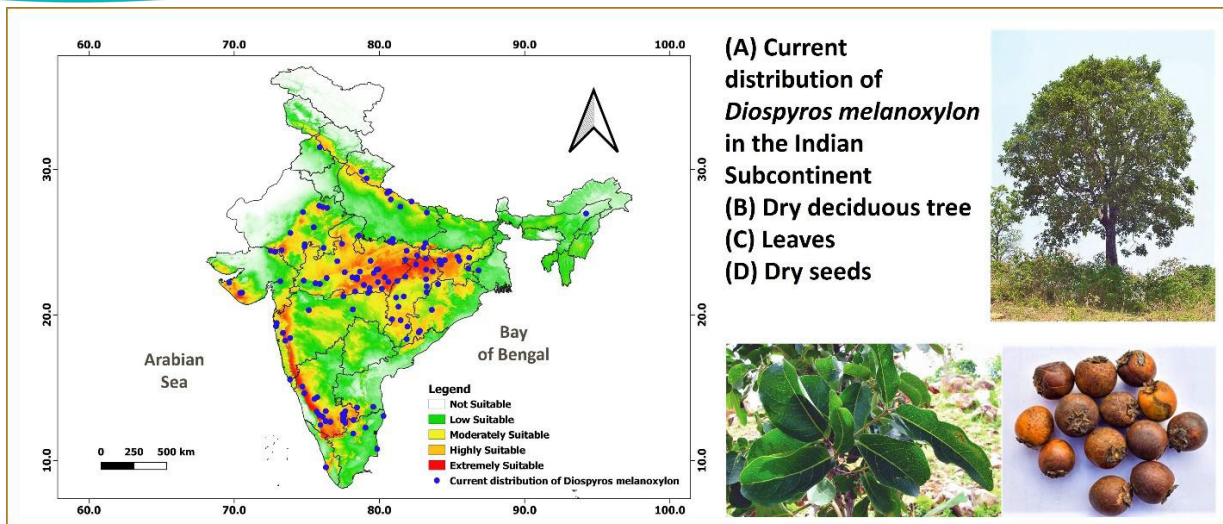 60.0 70.0 80.0 90.0 100.0
30.0
20.0
10.0
Arabian
Sea
Bay
of Bengal
Legend
Not Suitable
Low Suitable
Moderately Suitable
Highly Suitable
Extremely Suitable
Current distribution of Diospyros melanoxylon
0 250 500 km
30.0
20.0
10.0
60.0 70.0 80.0 90.0 100.0
(A) Current
distribution of
Diospyros melanoxylon
in the Indian
Subcontinent
(B) Dry deciduous tree
(C) Leaves
(D) Dry seeds